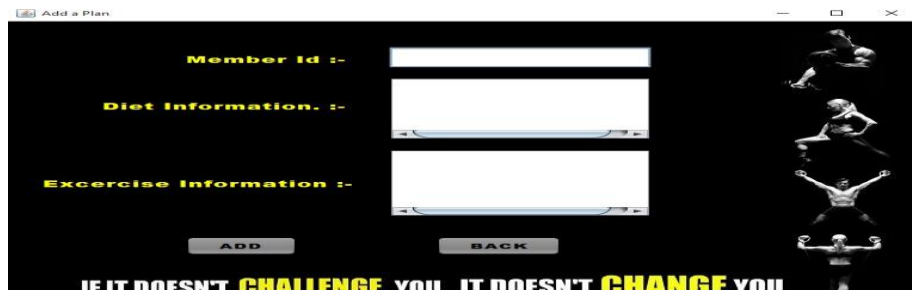 Add a Plan
Member Id :-
Diet Information. :-
Excercise Information :-
ADD BACK
IF IT DOESN'T CHALLENGE YOU IT DOESN'T CHANGE YOU